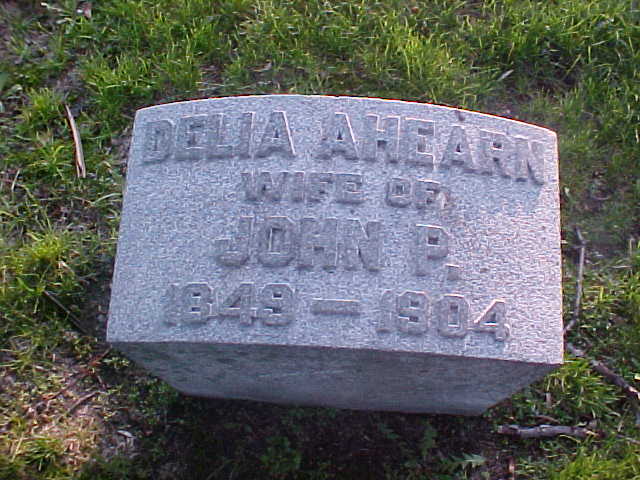 DELIA AHEARN
WIFE OF
JOHN P.
1849 — 1904